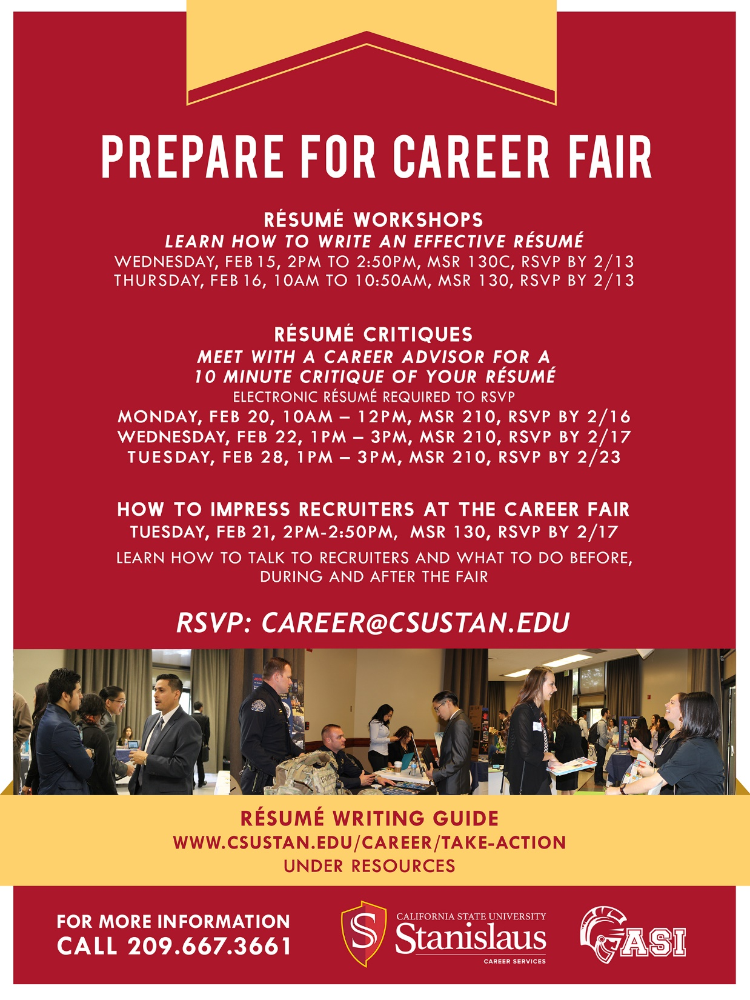 PREPARE FOR CAREER FAIR
RÉSUMÉ WORKSHOPS
LEARN HOW TO WRITE AN EFFECTIVE RÉSUMÉ
WEDNESDAY, FEB 15, 2PM TO 2:50PM, MSR 130C, RSVP BY 2/13
THURSDAY, FEB 16, 10AM TO 10:50AM, MSR 130, RSVP BY 2/13
RÉSUMÉ CRITIQUES
MEET WITH A CAREER ADVISOR FOR A
10 MINUTE CRITIQUE OF YOUR RÉSUMÉ
ELECTRONIC RÉSUMÉ REQUIRED TO RSVP
MONDAY, FEB 20, 10AM – 12PM, MSR 210, RSVP BY 2/16
WEDNESDAY, FEB 22, 1PM – 3PM, MSR 210, RSVP BY 2/17
TUESDAY, FEB 28, 1PM – 3PM, MSR 210, RSVP BY 2/23
HOW TO IMPRESS RECRUITERS AT THE CAREER FAIR
TUESDAY, FEB 21, 2PM-2:50PM, MSR 130, RSVP BY 2/17
LEARN HOW TO TALK TO RECRUITERS AND WHAT TO DO BEFORE,
DURING AND AFTER THE FAIR
RSVP: CAREER@CSUSTAN.EDU
RÉSUMÉ WRITING GUIDE
WWW.CSUSTAN.EDU/CAREER/TAKE-ACTION
UNDER RESOURCES
FOR MORE INFORMATION
CALL 209.667.3661
S
CALIFORNIA STATE UNIVERSITY
Stanislaus
CAREER SERVICES
ASI